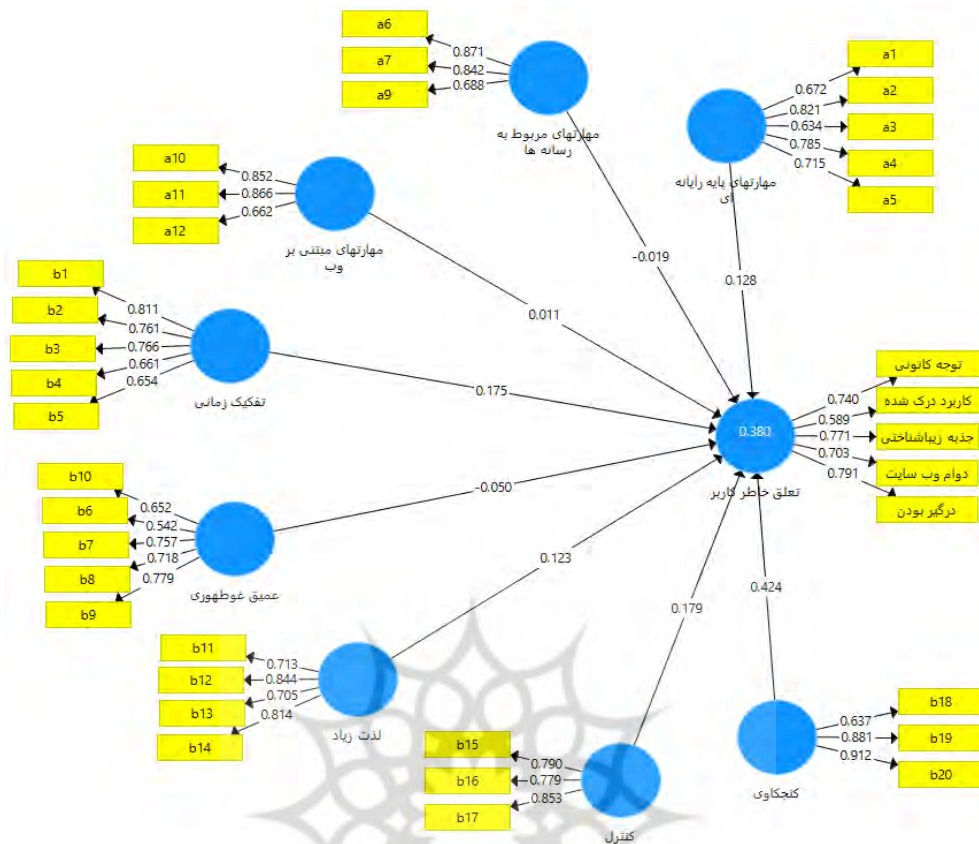 a6
a7
a9
0.871
0.842
0.688
مهارتهای مربوط به
رسانه ها
a1
a2
a3
a4
a5
0.672
0.821
0.634
0.785
0.715
مهارتهای پایه رایانه
ای
a10
a11
a12
0.852
0.866
0.662
مهارتهای مبتنی بر
وب
-0.019
0.128
0.011
b1
b2
b3
b4
b5
0.811
0.761
0.766
0.661
0.654
تفکیک زمانی
0.175
0.380
تعلق خاطر کاربر
0.740
0.589
0.771
0.703
0.791
توجه کانونی
کاربرد درک شده
جذبه زیباشناختی
دوام وب سایت
درگیر بودن
b10
b6
b7
b8
b9
0.652
0.542
0.757
0.718
0.779
عمیق غوطهوری
-0.050
0.123
0.179
0.424
b11
b12
b13
b14
0.713
0.844
0.705
0.814
لذت زیاد
b15
b16
b17
0.790
0.779
0.853
کنترل
b18
b19
b20
0.637
0.881
0.912
کنجکاوی